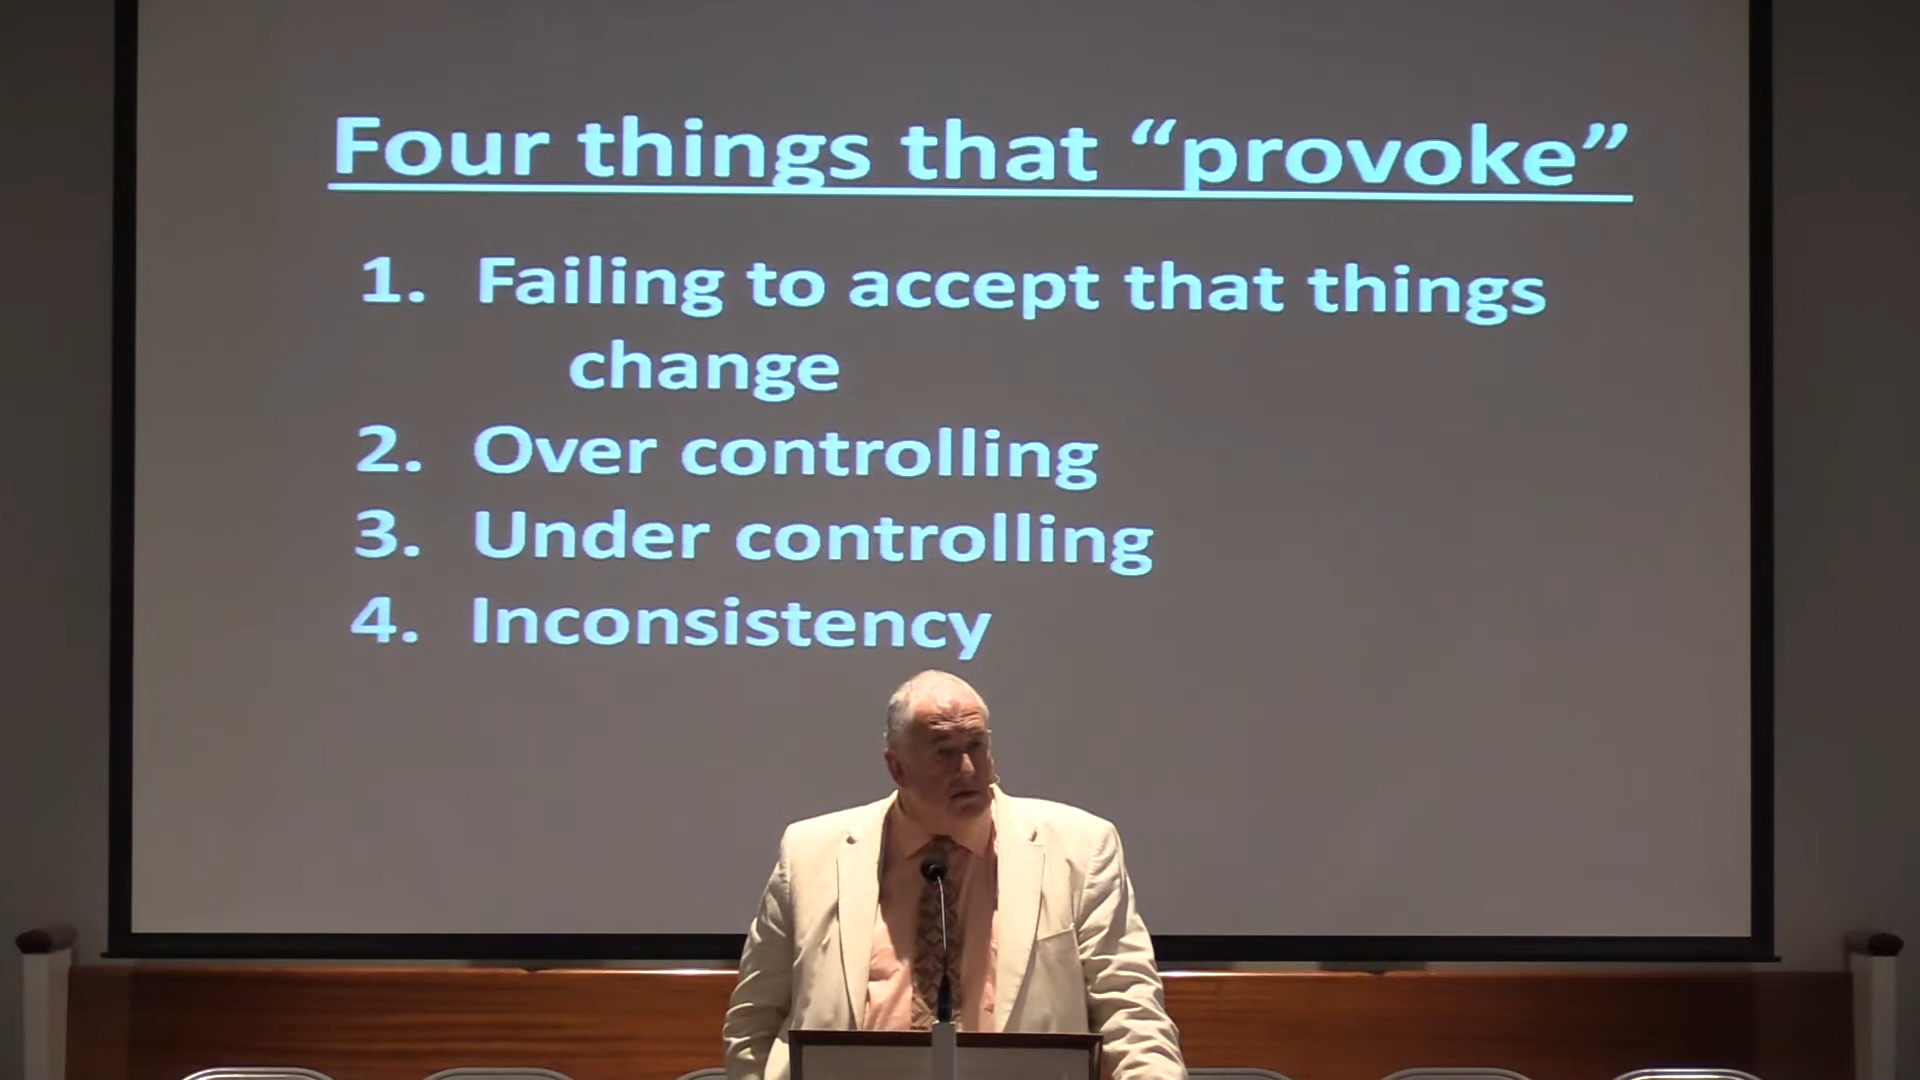 Four things that “provoke”
1. Failing to accept that things
change
2. Over controlling
3. Under controlling
4. Inconsistency